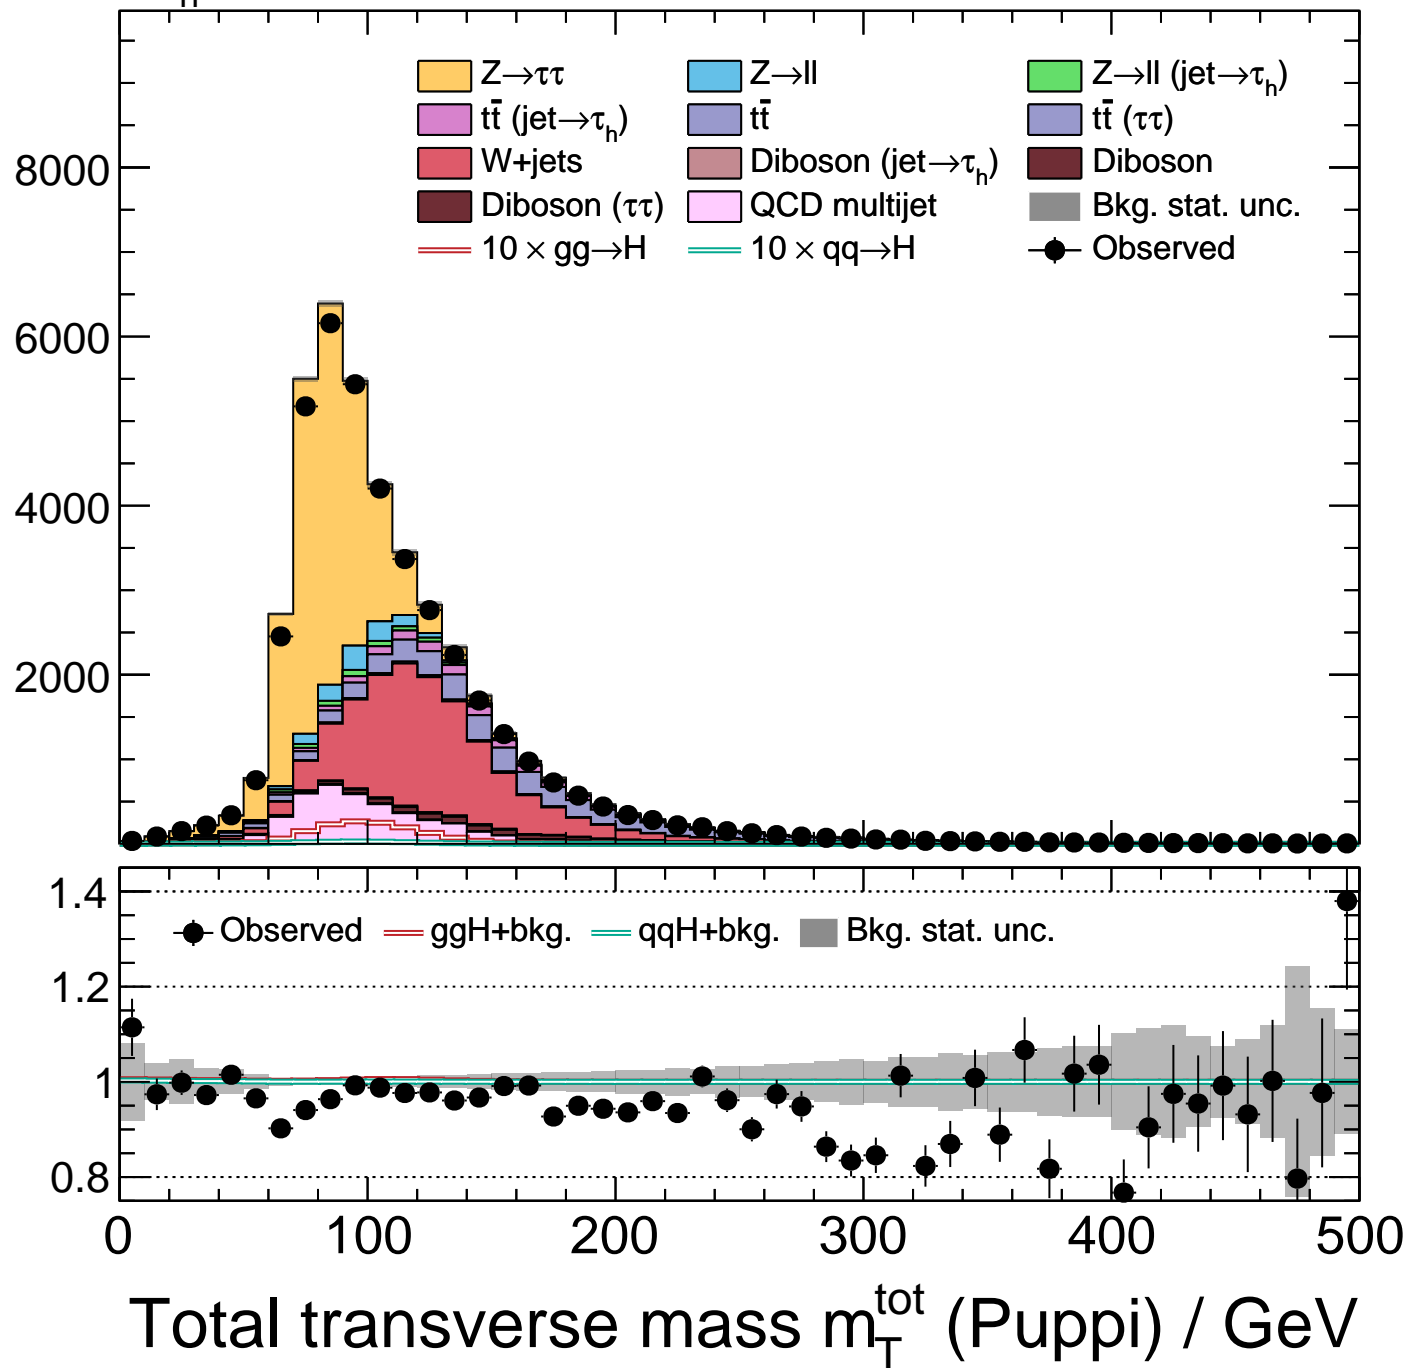 h
Z→ττ Z→ll Z→ll (jet→τh)
tt̄ (jet→τh) tt̄ tt̄ (ττ)
W+jets Diboson (jet→τh) Diboson
Diboson (ττ) QCD multijet Bkg. stat. unc.
10 × gg→H 10 × qq→H Observed
8000
6000
4000
2000
1.4
Observed ggH+bkg. qqH+bkg. Bkg. stat. unc.
1.2
1
0.8
0 100 200 300 400 500
Total transverse mass m_T^tot (Puppi) / GeV